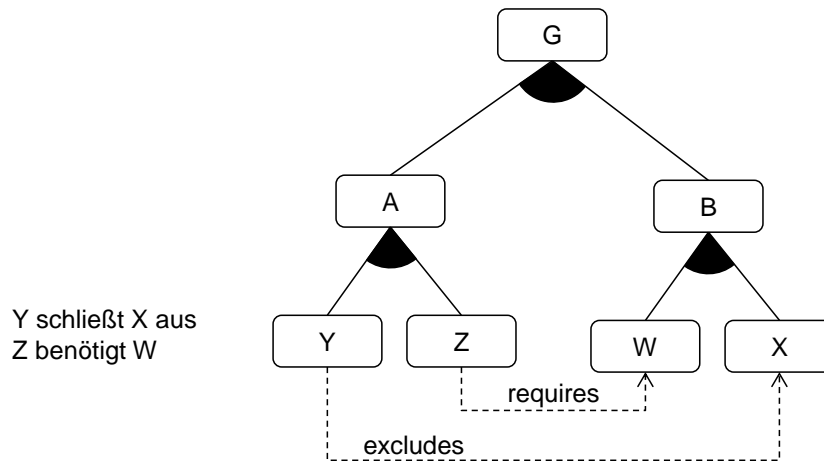 G
A
B
Y schließt X aus
Z benötigt W
Y
Z
W
X
requires
excludes